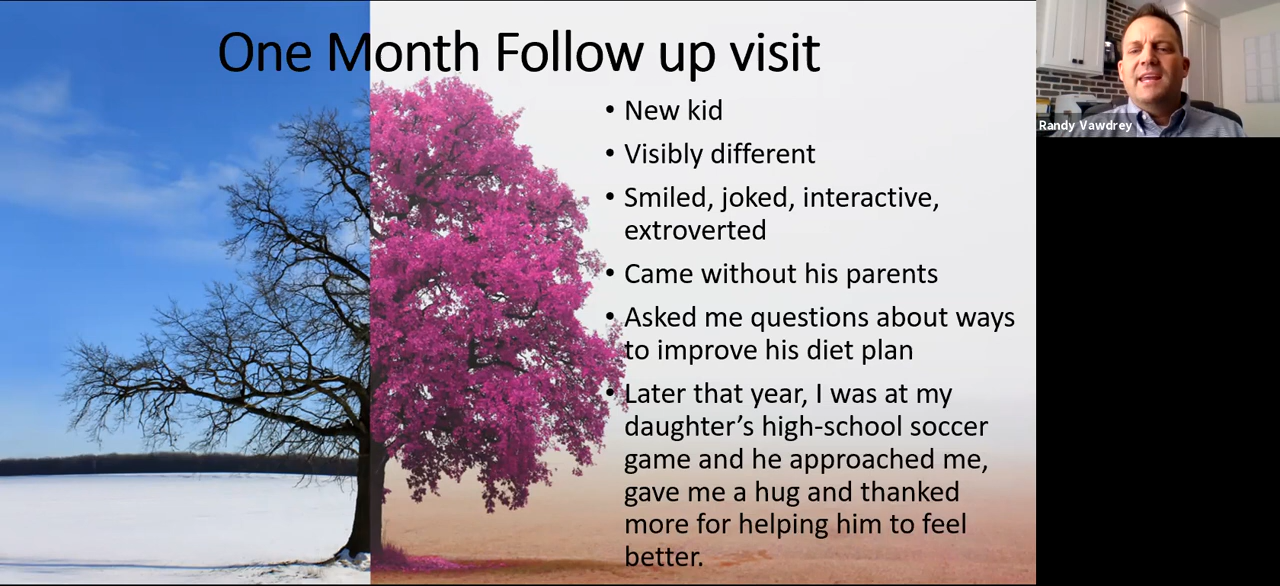 One Month Follow up visit
• New kid
• Visibly different
• Smiled, joked, interactive,
extroverted
• Came without his parents
• Asked me questions about ways
to improve his diet plan
• Later that year, I was at my
daughter’s high-school soccer
game and he approached me,
gave me a hug and thanked
more for helping him to feel
better.
Randy Vawdrey